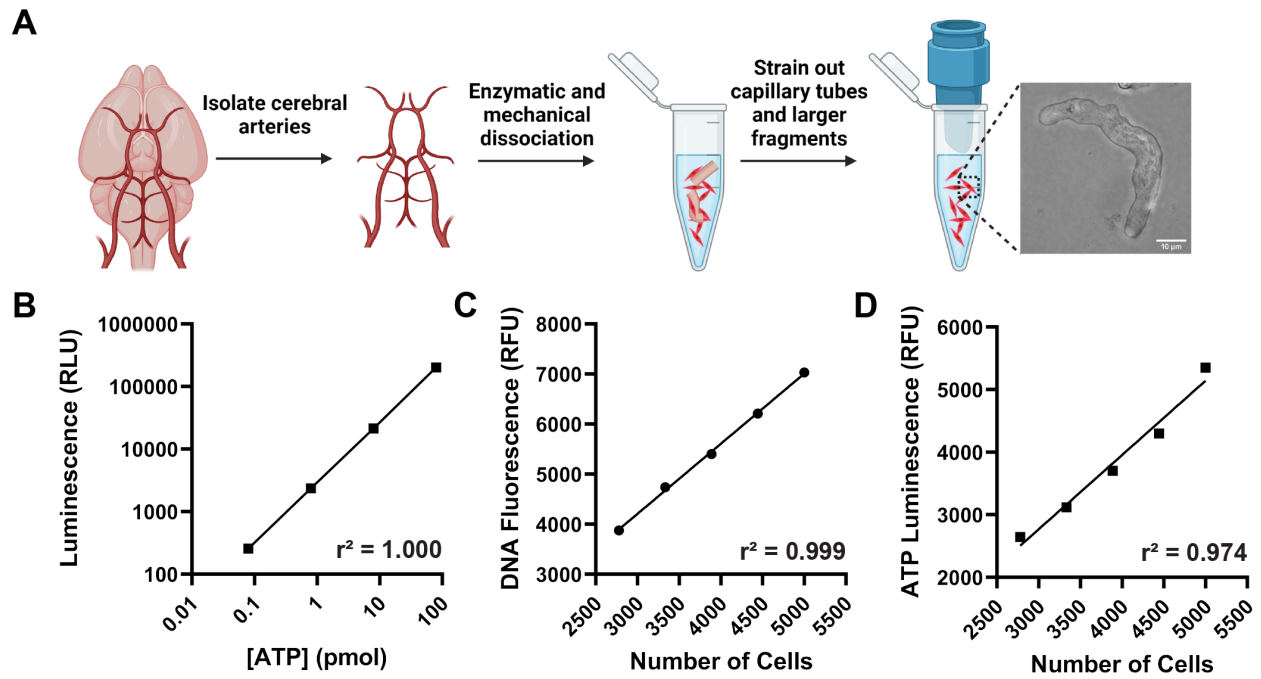 A
Isolate cerebral
arteries
Enzymatic and
mechanical
dissociation
Strain out
capillary tubes
and larger
fragments
10 µm
B
Luminescence (RLU)
1000000
100000
10000
1000
100
0.01
0.1
1
10
100
[ATP] (pmol)
r² = 1.000
C
DNA Fluorescence (RFU)
8000
7000
6000
5000
4000
3000
2500
3000
3500
4000
4500
5000
5500
Number of Cells
r² = 0.999
D
ATP Luminescence (RFU)
6000
5000
4000
3000
2000
2500
3000
3500
4000
4500
5000
5500
Number of Cells
r² = 0.974